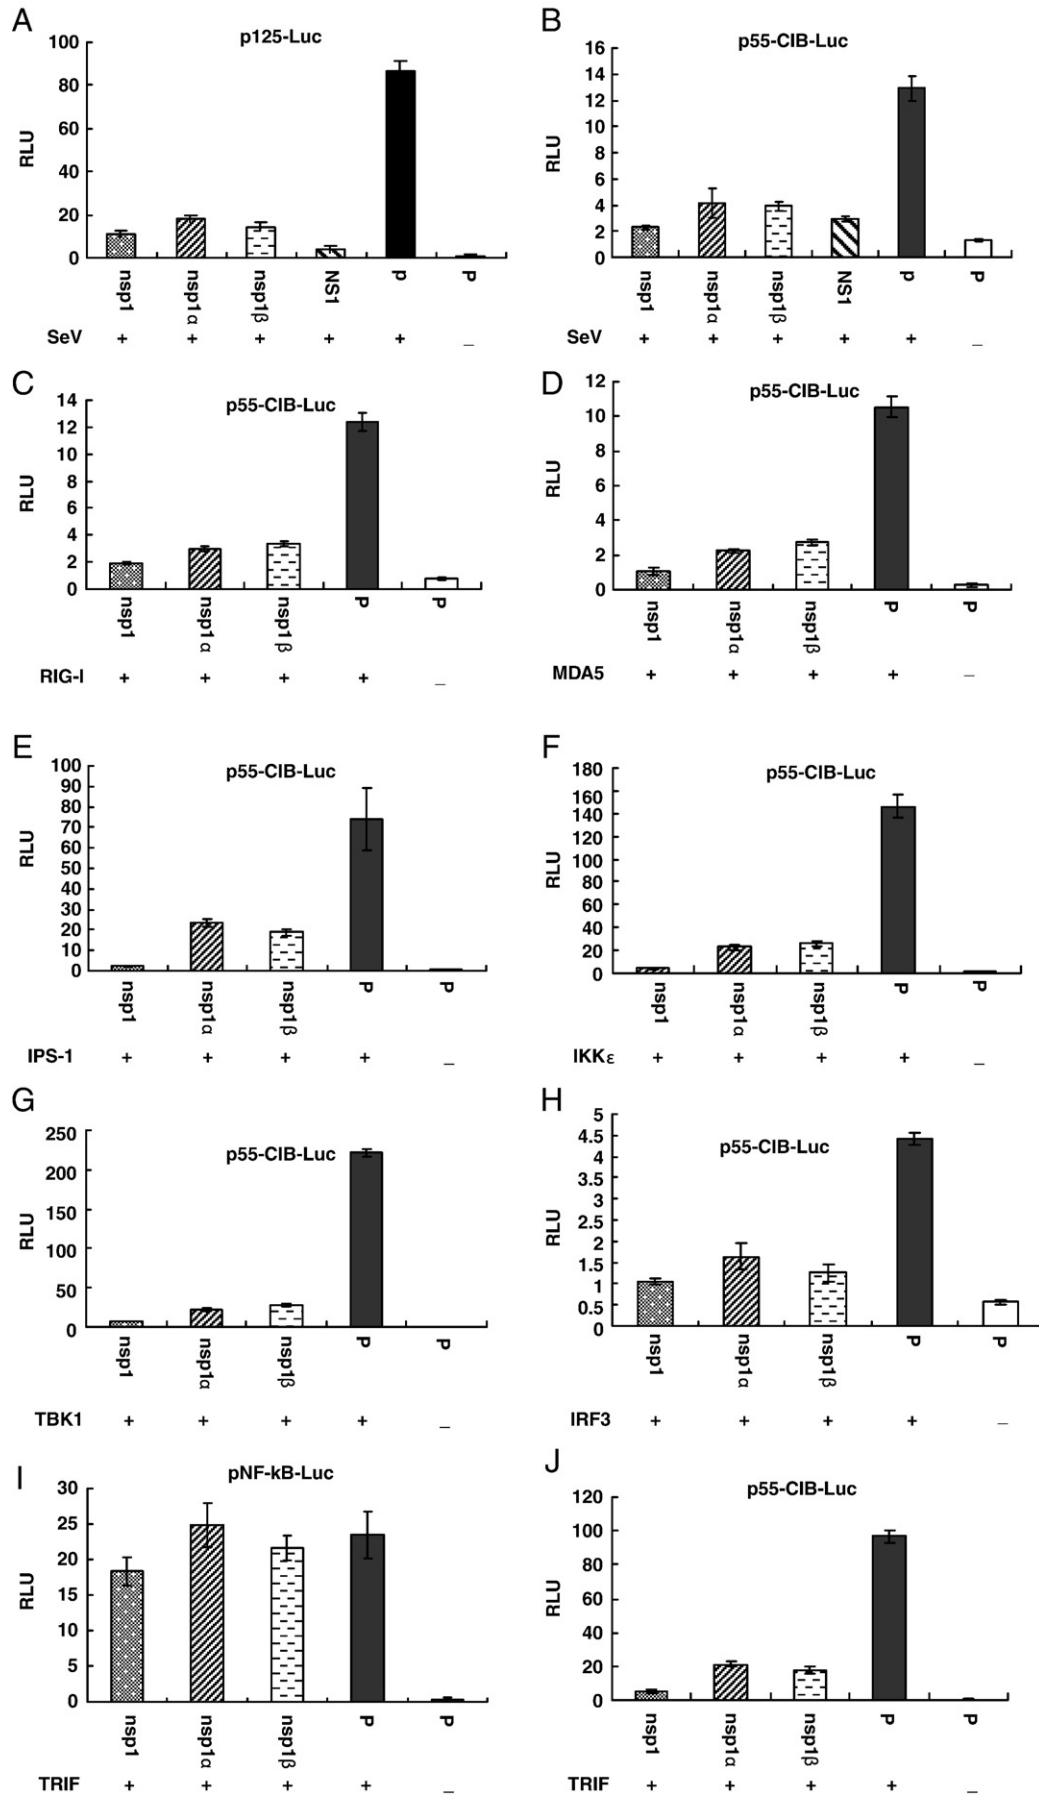 A
p125-Luc
RLU
100
80
60
40
20
0
nsp1
nsp1α
nsp1β
NS1
P
P
SeV + + + + + _
B
p55-CIB-Luc
RLU
16
14
12
10
8
6
4
2
0
nsp1
nsp1α
nsp1β
NS1
P
P
SeV + + + + + _
C
p55-CIB-Luc
RLU
14
12
10
8
6
4
2
0
nsp1
nsp1α
nsp1β
P
P
RIG-I + + + + _
D
p55-CIB-Luc
RLU
12
10
8
6
4
2
0
nsp1
nsp1α
nsp1β
P
P
MDA5 + + + + _
E
p55-CIB-Luc
RLU
100
90
80
70
60
50
40
30
20
10
0
nsp1
nsp1α
nsp1β
P
P
IPS-1 + + + + _
F
p55-CIB-Luc
RLU
180
160
140
120
100
80
60
40
20
0
nsp1
nsp1α
nsp1β
P
P
IKKε + + + + _
G
p55-CIB-Luc
RLU
250
200
150
100
50
0
nsp1
nsp1α
nsp1β
P
P
TBK1 + + + + _
H
p55-CIB-Luc
RLU
5
4.5
4
3.5
3
2.5
2
1.5
1
0.5
0
nsp1
nsp1α
nsp1β
P
P
IRF3 + + + + _
I
pNF-kB-Luc
RLU
30
25
20
15
10
5
0
nsp1
nsp1α
nsp1β
P
P
TRIF + + + + _
J
p55-CIB-Luc
RLU
120
100
80
60
40
20
0
nsp1
nsp1α
nsp1β
P
P
TRIF + + + + _